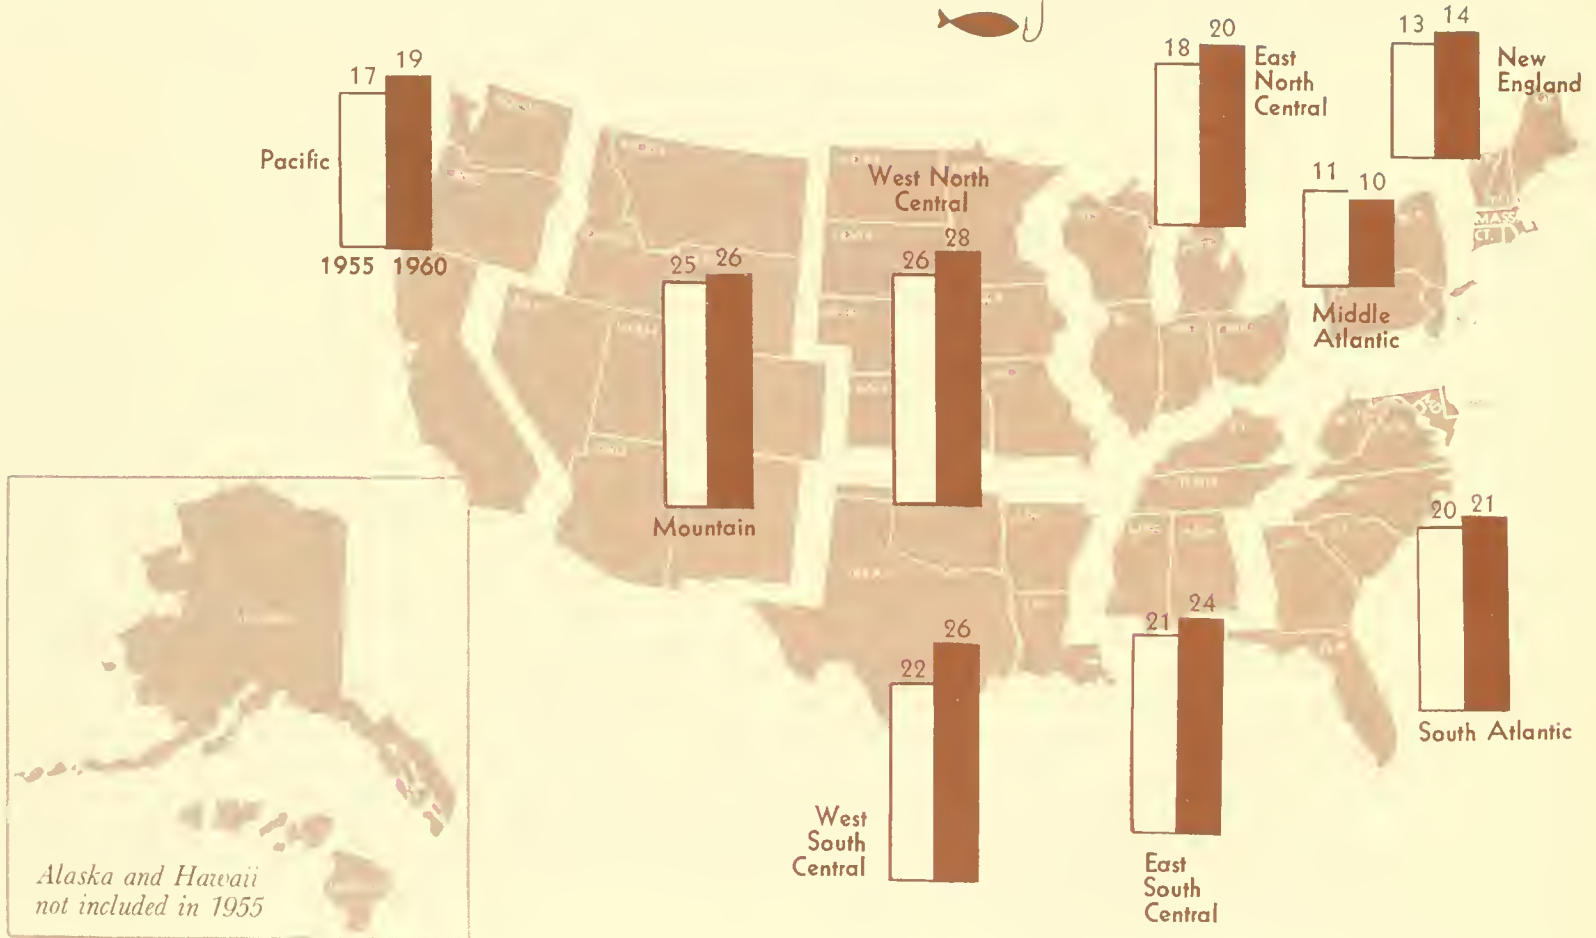 17 19
Pacific
1955 1960
25 26
Mountain
West North
Central
26 28
18 20
East
North
Central
13 14
New
England
11 10
Middle
Atlantic
MASS.
CT.
MD
20 21
South Atlantic
21 24
East
South
Central
22 26
West
South
Central
Alaska and Hawaii
not included in 1955